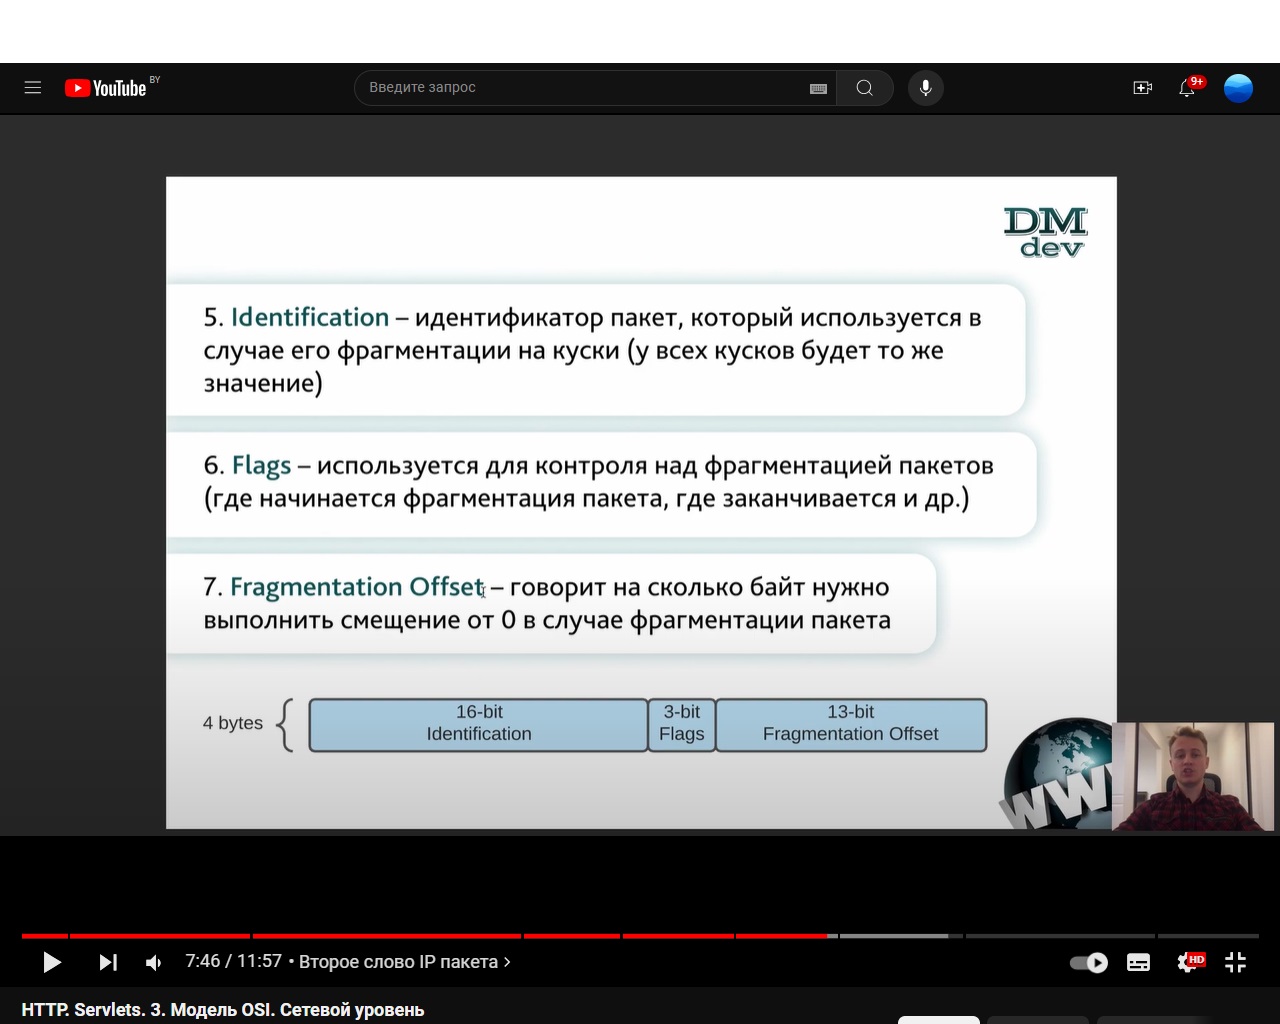 YouTube BY
Введите запрос
9+
DM
dev
5. Identification – идентификатор пакет, который используется в
случае его фрагментации на куски (у всех кусков будет то же
значение)
6. Flags – используется для контроля над фрагментацией пакетов
(где начинается фрагментация пакета, где заканчивается и др.)
7. Fragmentation Offset – говорит на сколько байт нужно
выполнить смещение от 0 в случае фрагментации пакета
4 bytes
16-bit
Identification
3-bit
Flags
13-bit
Fragmentation Offset
WW
7:46 / 11:57 • Второе слово IP пакета >
HD
HTTP. Servlets. 3. Модель OSI. Сетевой уровень